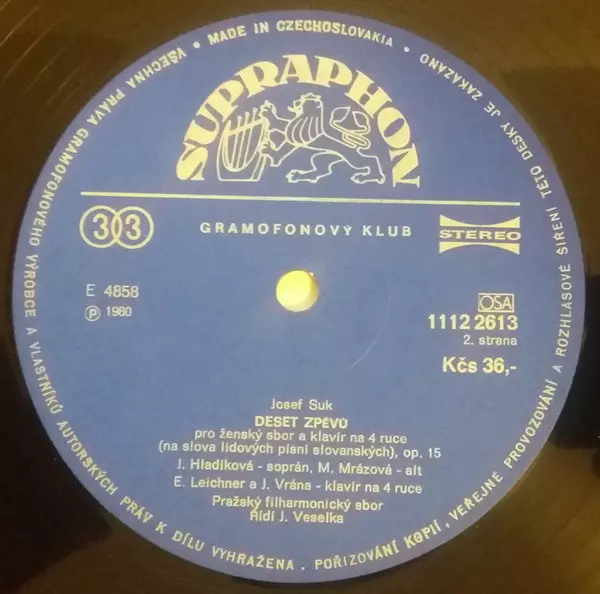 SUPRAPHON
VŠECHNA PRÁVA GRAMOFONOVÉHO VÝROBCE A VLASTNÍKŮ AUTORSKÝCH PRÁV K DÍLU VYHRAŽENA . POŘIZOVÁNÍ KOPIÍ , VEŘEJNÉ PROVOZOVÁNÍ A ROZHLASOVÉ ŠÍŘENÍ TÉTO DESKY JE ZAKÁZÁNO • MADE IN CZECHOSLOVAKIA •
33
GRAMOFONOVÝ KLUB
STEREO
E 4858
℗ 1980
OSA
1112 2613
2. strana
Kčs 36,-
Josef Suk
DESET ZPĚVŮ
pro ženský sbor a klavír na 4 ruce
(na slova lidových písní slovanských), op. 15
J. Hladíková - soprán, M. Mrázová - alt
E. Leichner a J. Vrána - klavír na 4 ruce
Pražský filharmonický sbor
Řídí J. Veselka